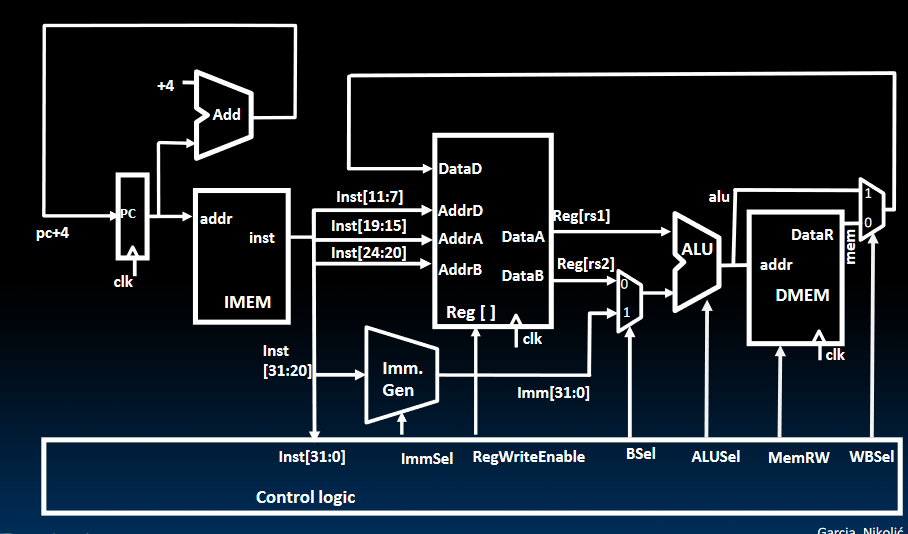 +4
Add
pc+4
PC
clk
addr
inst
IMEM
Inst[11:7]
Inst[19:15]
Inst[24:20]
DataD
AddrD
AddrA
AddrB
DataA
DataB
Reg [ ]
clk
Reg[rs1]
Reg[rs2]
0
1
ALU
alu
DataR
addr
DMEM
clk
mem
1
0
Inst
[31:20]
Imm.
Gen
Imm[31:0]
Inst[31:0]
ImmSel
RegWriteEnable
BSel
ALUSel
MemRW
WBSel
Control logic
Garcia, Nikolić